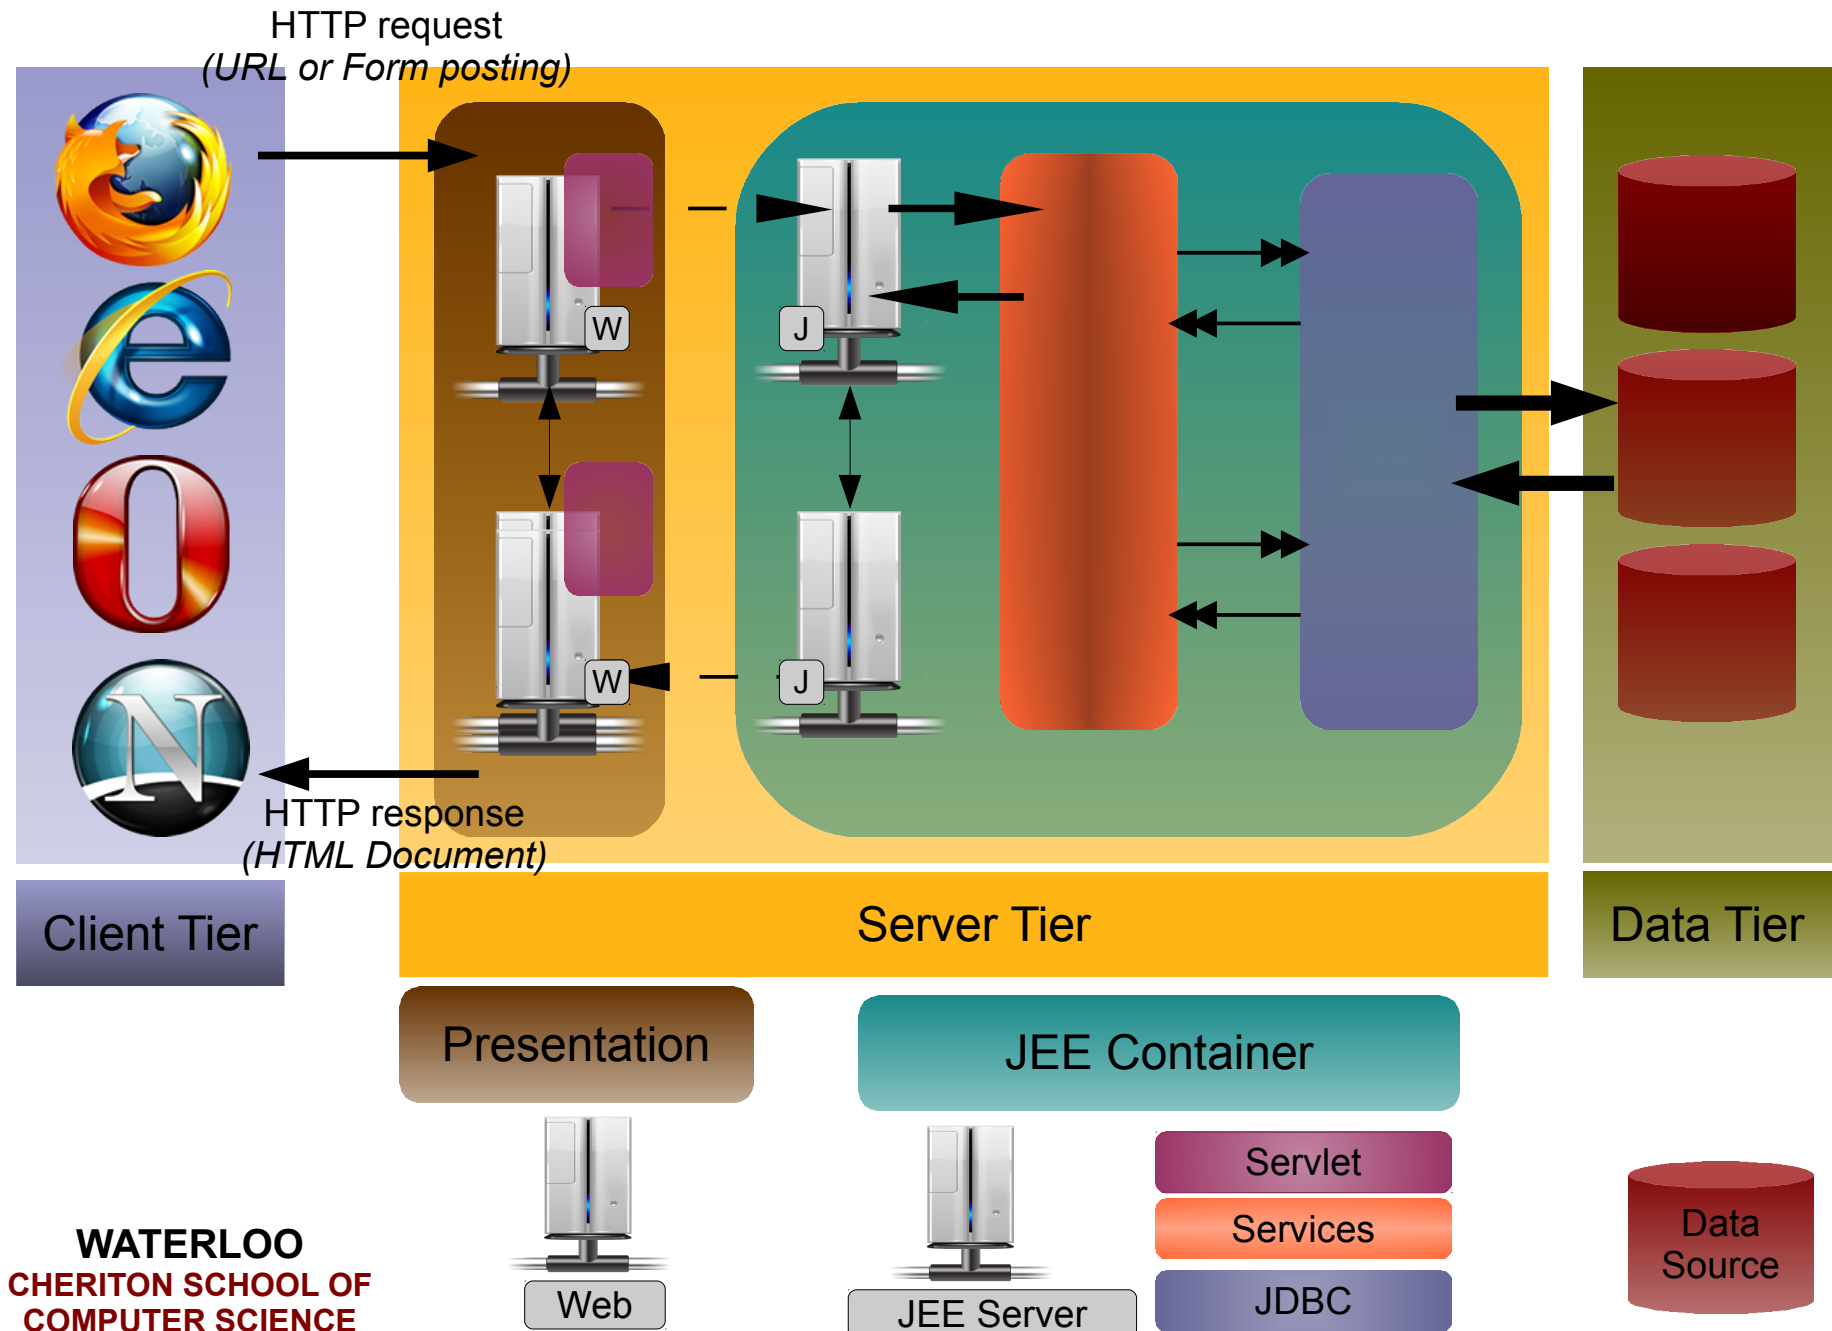 HTTP request
(URL or Form posting)
W
J
W
J
HTTP response
(HTML Document)
Client Tier
Server Tier
Data Tier
Presentation
JEE Container
Servlet
Services
JDBC
Data
Source
Web
JEE Server
WATERLOO
CHERITON SCHOOL OF
COMPUTER SCIENCE